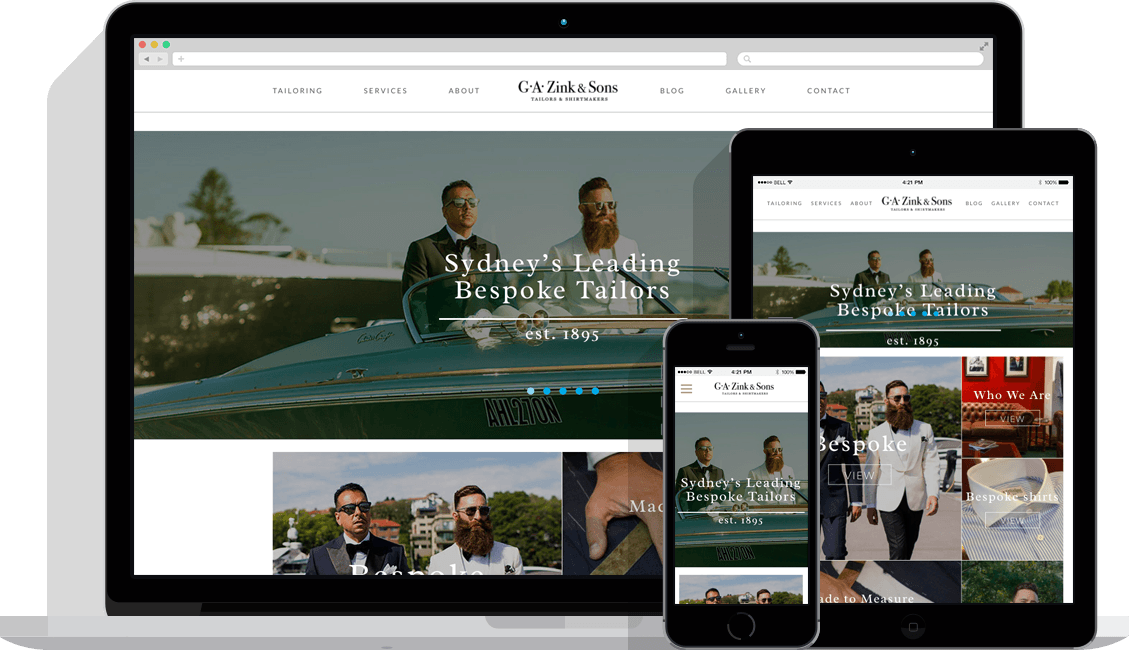 TAILORING SERVICES ABOUT G·A·Zink & Sons BLOG GALLERY CONTACT
TAILORS & SHIRTMAKERS
Sydney's Leading
Bespoke Tailors
est. 1895
AHL27ON
Bespoke
Mad
BELL 4:21 PM 100%
TAILORING SERVICES ABOUT G·A·Zink & Sons BLOG GALLERY CONTACT
TAILORS & SHIRTMAKERS
Sydney's Leading
Bespoke Tailors
est. 1895
Bespoke
VIEW
Who We Are
VIEW
Bespoke shirts
VIEW
ade to Measure
BELL 4:21 PM 100%
G·A·Zink & Sons
TAILORS & SHIRTMAKERS
Sydney's Leading
Bespoke Tailors
est. 1895